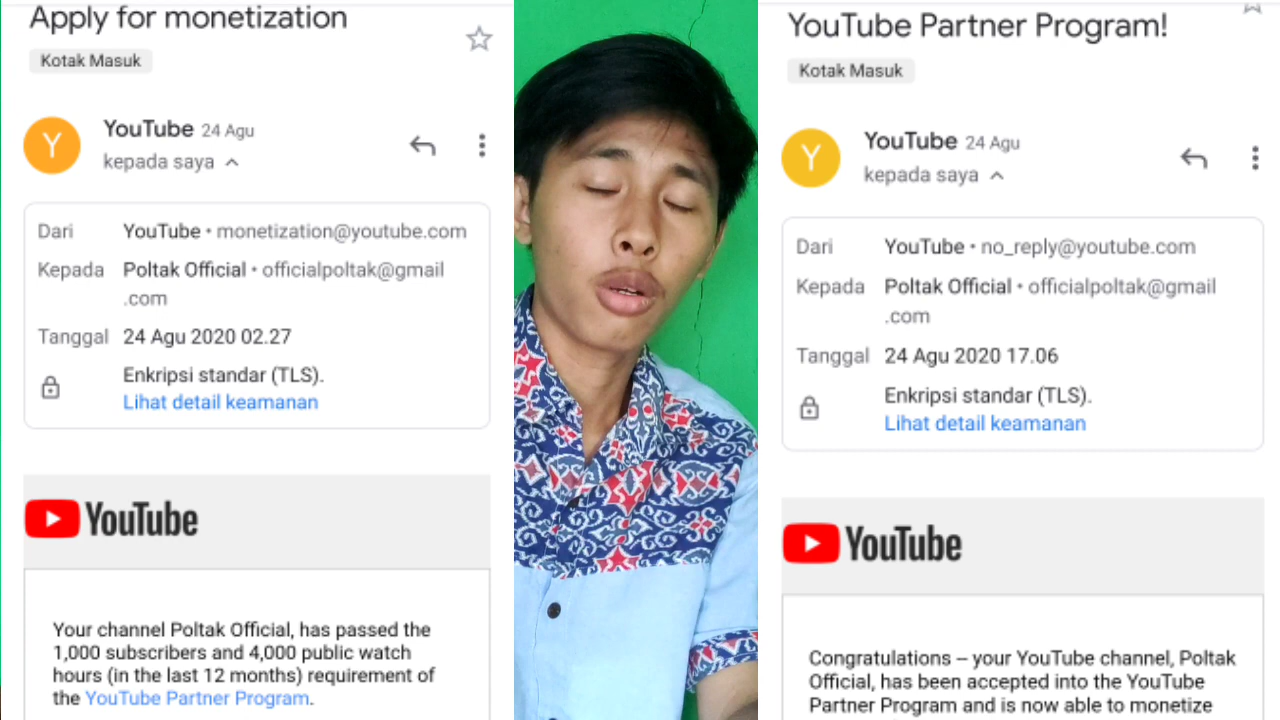 Apply for monetization
Kotak Masuk
Y
YouTube 24 Agu
kepada saya
Dari YouTube • monetization@youtube.com
Kepada Poltak Official • officialpoltak@gmail
.com
Tanggal 24 Agu 2020 02.27
Enkripsi standar (TLS).
Lihat detail keamanan
YouTube
Your channel Poltak Official, has passed the
1,000 subscribers and 4,000 public watch
hours (in the last 12 months) requirement of
the YouTube Partner Program.
YouTube Partner Program!
Kotak Masuk
Y
YouTube 24 Agu
kepada saya
Dari YouTube • no_reply@youtube.com
Kepada Poltak Official • officialpoltak@gmail
.com
Tanggal 24 Agu 2020 17.06
Enkripsi standar (TLS).
Lihat detail keamanan
YouTube
Congratulations – your YouTube channel, Poltak
Official, has been accepted into the YouTube
Partner Program and is now able to monetize